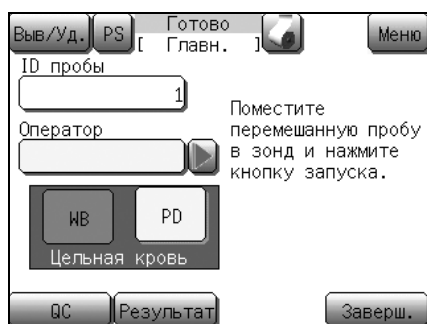 Выв/Уд. PS Готово Меню
[ Главн. ]
ID пробы
1
Поместите
Оператор перемешанную пробу
в зонд и нажмите
кнопку запуска.
WB PD
Цельная кровь
QC Результат Заверш.